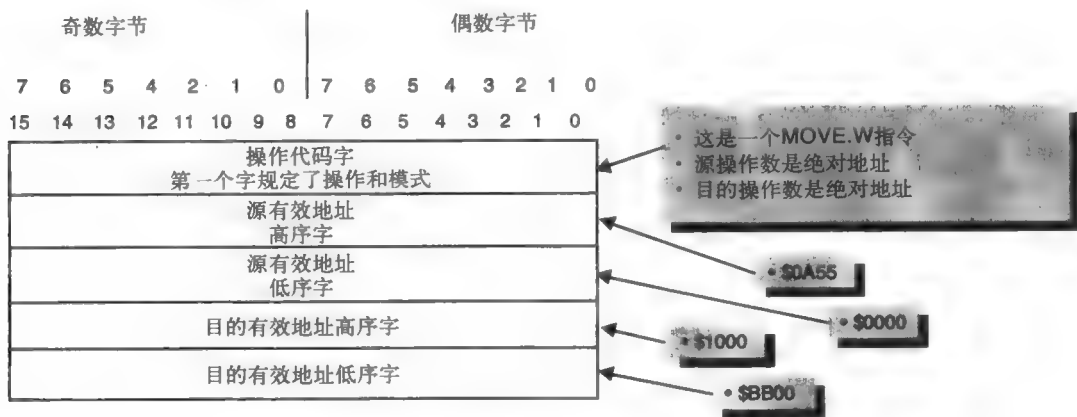 奇数字节 偶数字节
7 6 5 4 2 1 0 7 6 5 4 3 2 1 0
15 14 13 12 11 10 9 8 7 6 5 4 3 2 1 0
操作代码字
第一个字规定了操作和模式
源有效地址
高序字
源有效地址
低序字
目的有效地址高序字
目的有效地址低序字
• 这是一个MOVE.W指令
• 源操作数是绝对地址
• 目的操作数是绝对地址
• $0A55
• $0000
• $1000
• $BB00